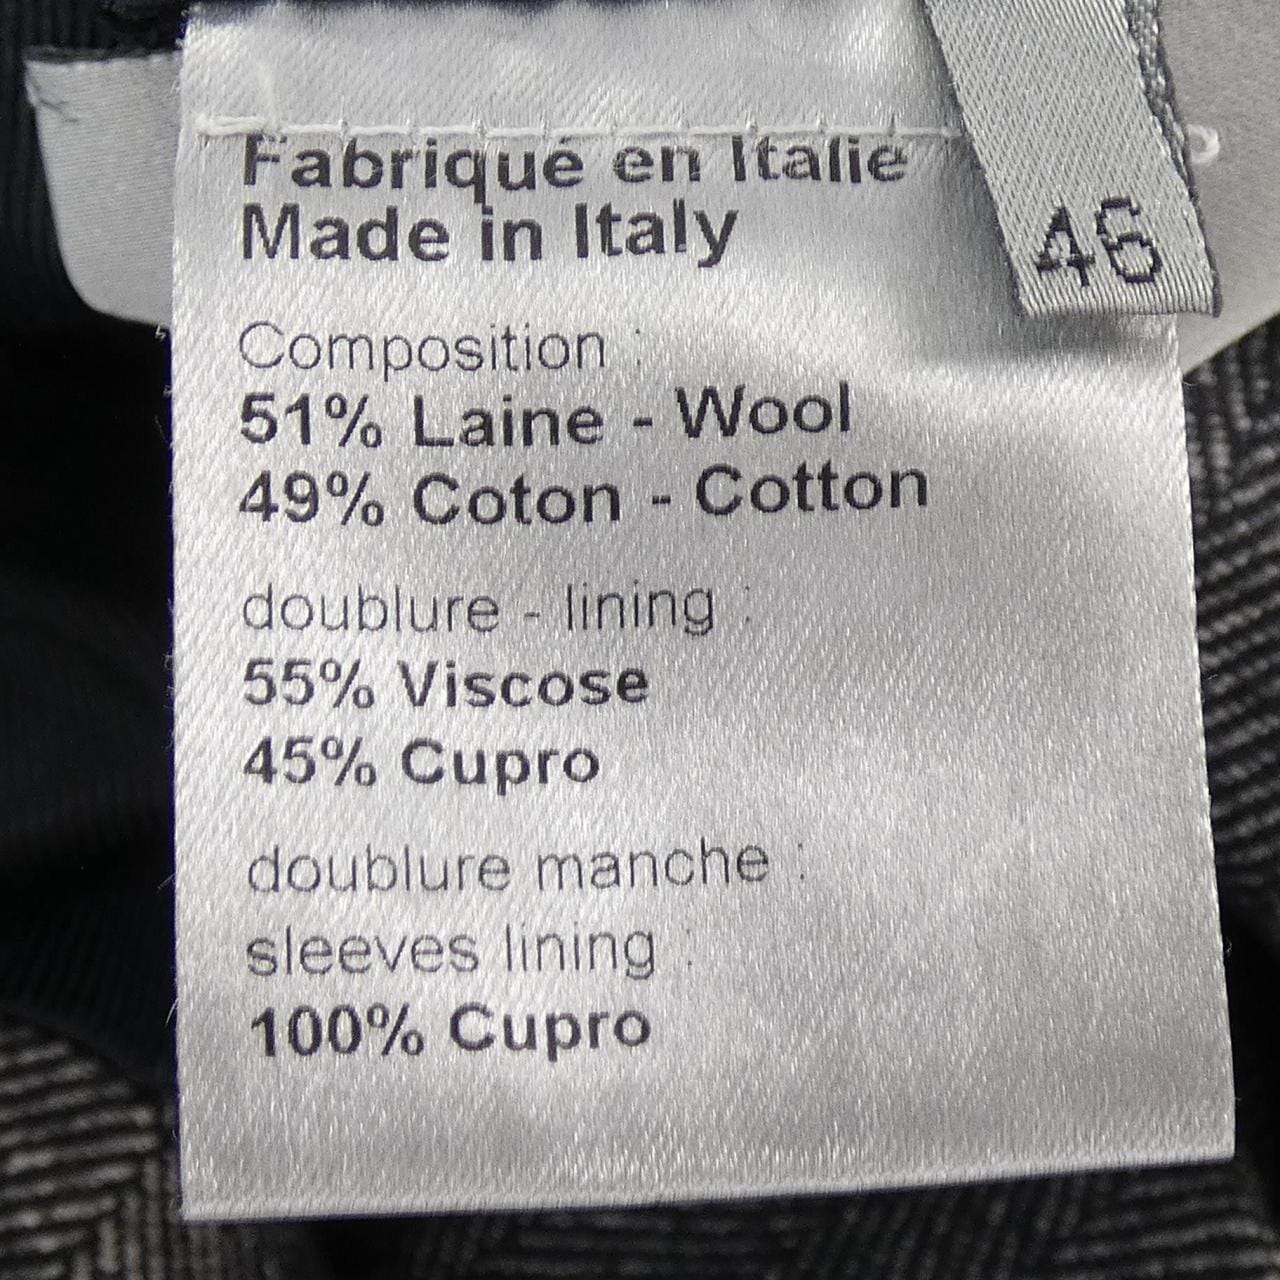 Fabriqué en Italie
Made in Italy
46
Composition :
51% Laine - Wool
49% Coton - Cotton
doublure - lining :
55% Viscose
45% Cupro
doublure manche :
sleeves lining :
100% Cupro